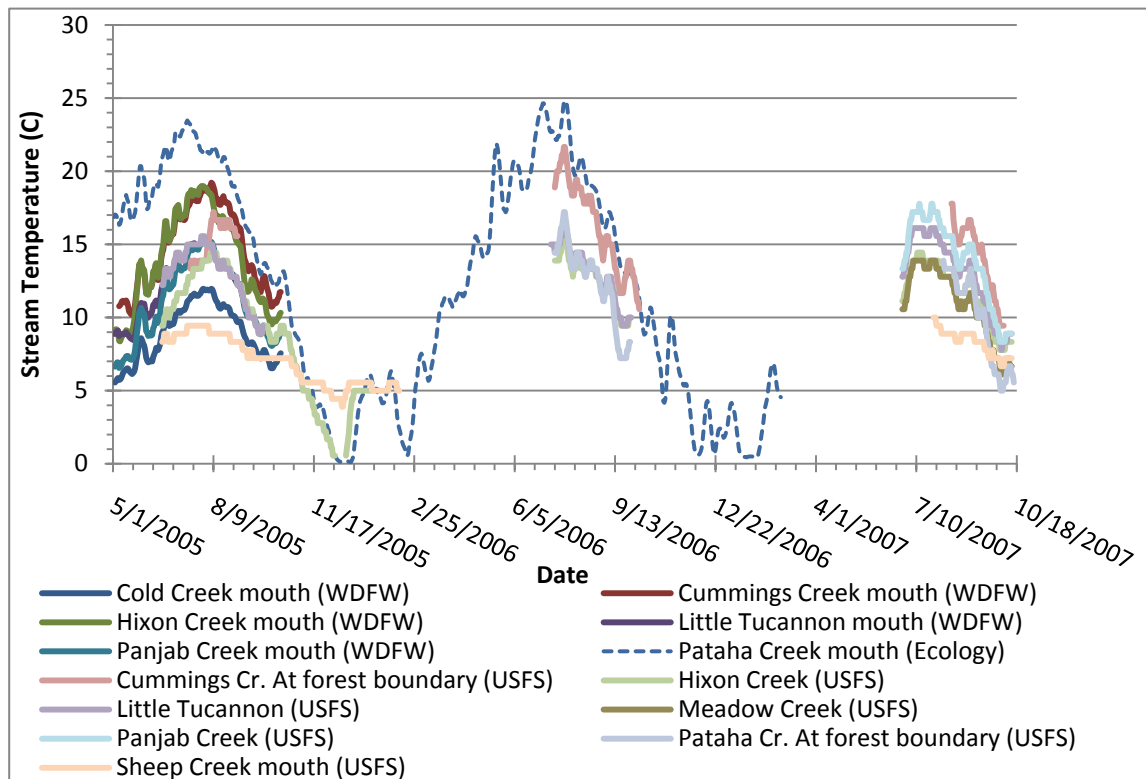 30
25
20
15
10
5
0
Stream Temperature (C)
5/1/2005
8/9/2005
11/17/2005
2/25/2006
6/5/2006
9/13/2006
12/22/2006
4/1/2007
7/10/2007
10/18/2007
Date
Cold Creek mouth (WDFW)
Cummings Creek mouth (WDFW)
Hixon Creek mouth (WDFW)
Little Tucannon mouth (WDFW)
Panjab Creek mouth (WDFW)
Pataha Creek mouth (Ecology)
Cummings Cr. At forest boundary (USFS)
Hixon Creek (USFS)
Little Tucannon (USFS)
Meadow Creek (USFS)
Panjab Creek (USFS)
Pataha Cr. At forest boundary (USFS)
Sheep Creek mouth (USFS)